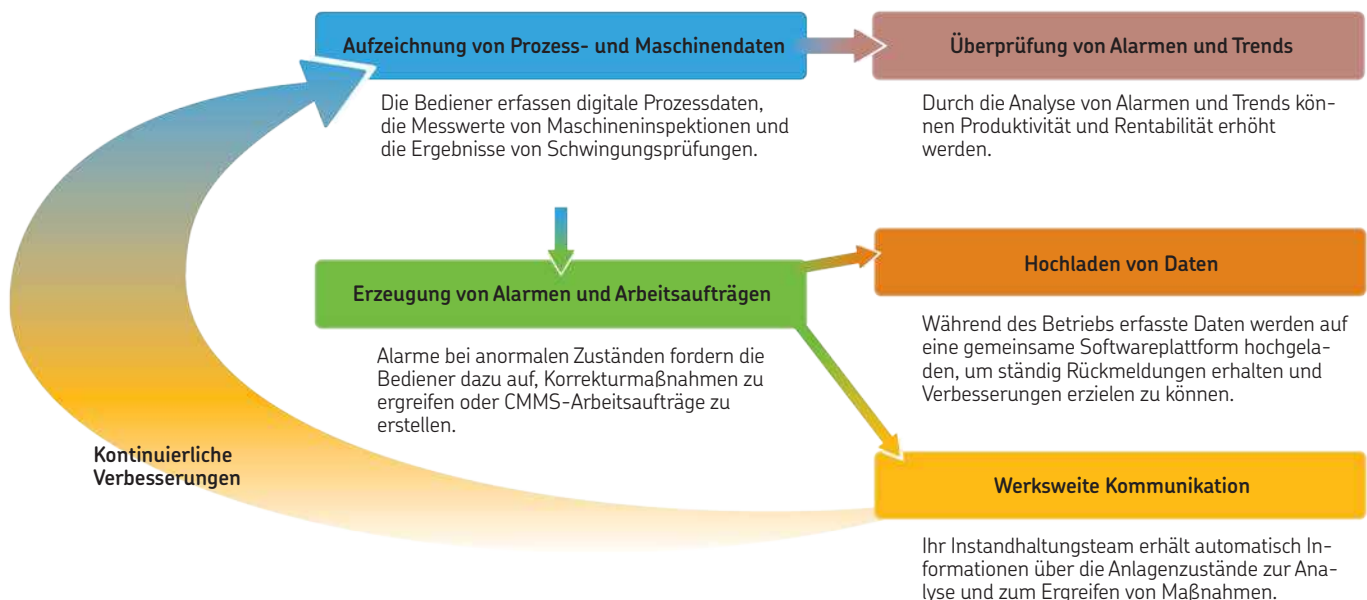 Aufzeichnung von Prozess- und Maschinendaten
Die Bediener erfassen digitale Prozessdaten,
die Messwerte von Maschineninspektionen und
die Ergebnisse von Schwingungsprüfungen.
Überprüfung von Alarmen und Trends
Durch die Analyse von Alarmen und Trends kön-
nen Produktivität und Rentabilität erhöht
werden.
Erzeugung von Alarmen und Arbeitsaufträgen
Alarme bei anormalen Zuständen fordern die
Bediener dazu auf, Korrekturmaßnahmen zu
ergreifen oder CMMS-Arbeitsaufträge zu
erstellen.
Hochladen von Daten
Während des Betriebs erfasste Daten werden auf
eine gemeinsame Softwareplattform hochgela-
den, um ständig Rückmeldungen erhalten und
Verbesserungen erzielen zu können.
Kontinuierliche
Verbesserungen
Werksweite Kommunikation
Ihr Instandhaltungsteam erhält automatisch In-
formationen über die Anlagenzustände zur Ana-
lyse und zum Ergreifen von Maßnahmen.